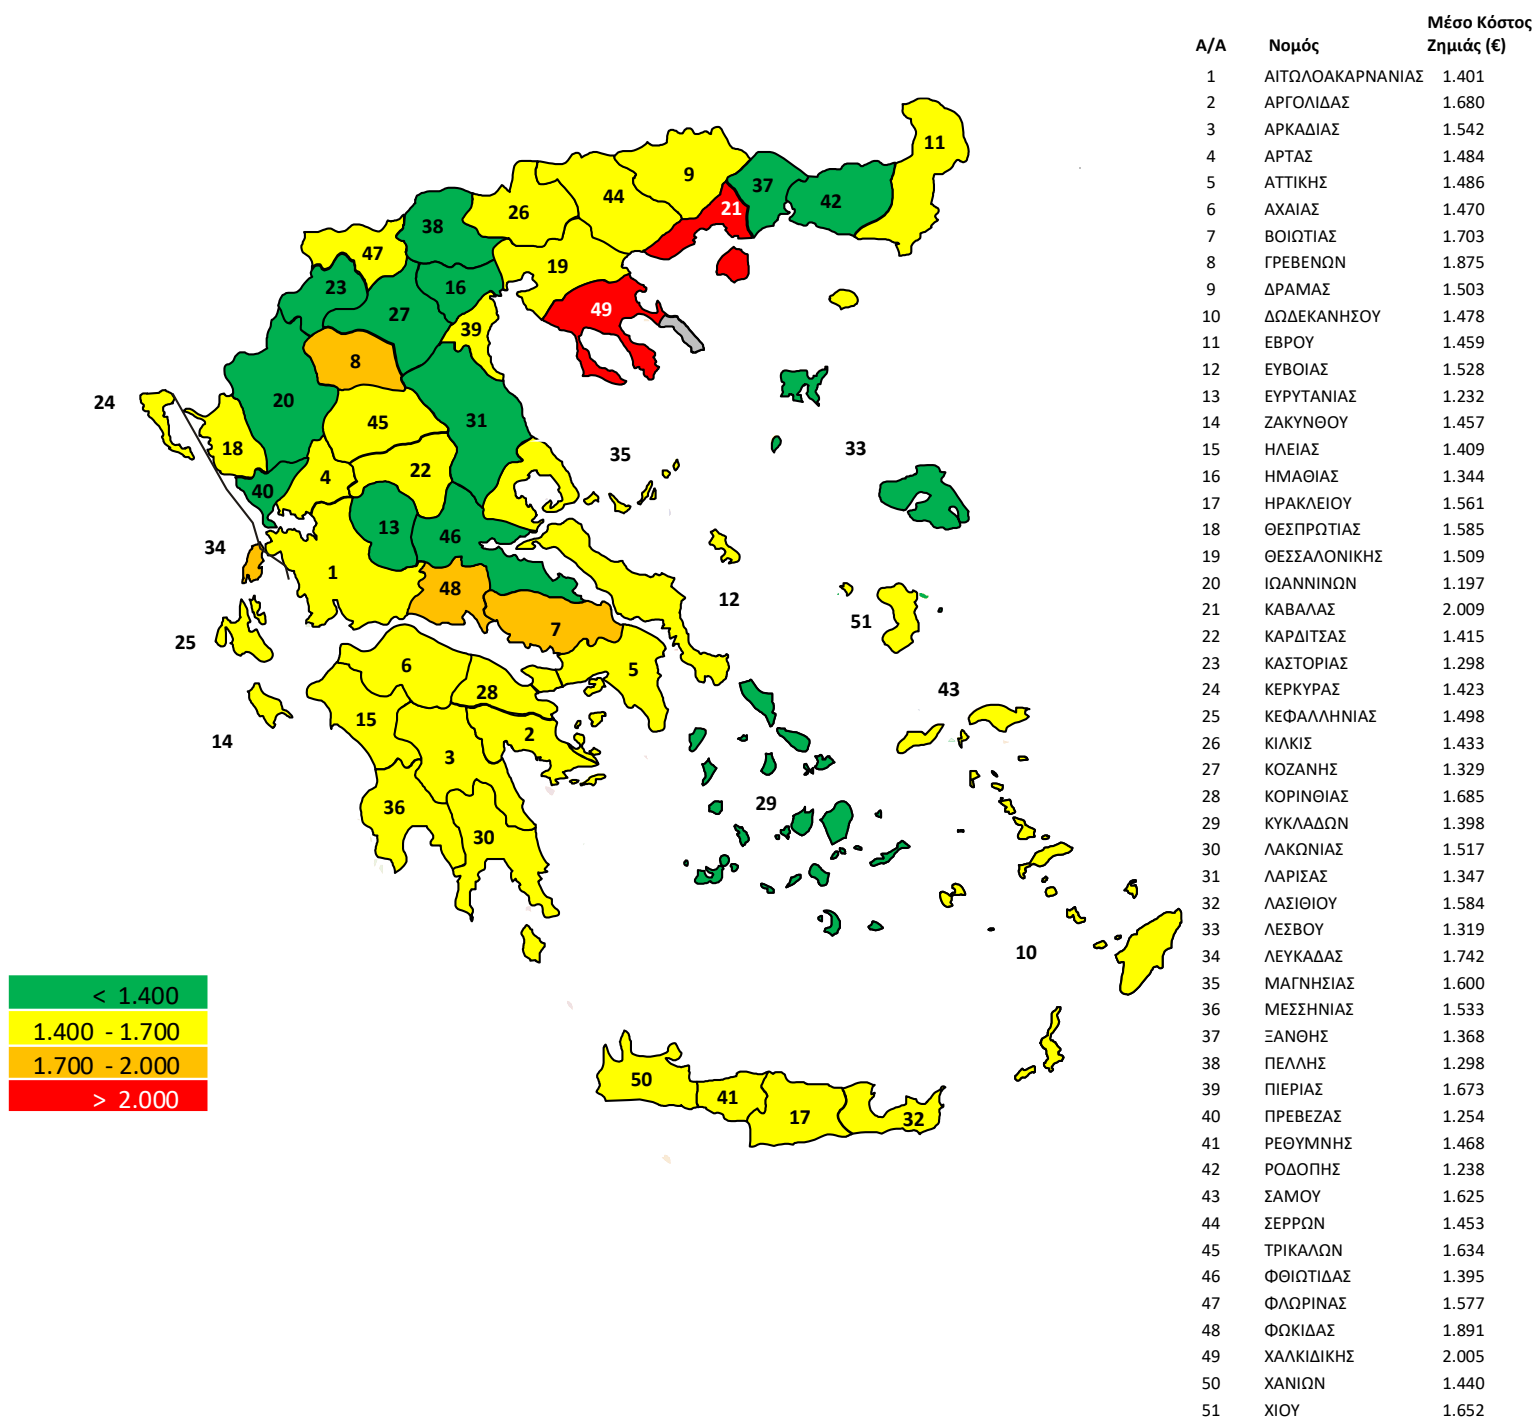 Μέσο Κόστος
Α/Α Νομός Ζημιάς (€)
1 ΑΙΤΩΛΟΑΚΑΡΝΑΝΙΑΣ 1.401
2 ΑΡΓΟΛΙΔΑΣ 1.680
3 ΑΡΚΑΔΙΑΣ 1.542
4 ΑΡΤΑΣ 1.484
5 ΑΤΤΙΚΗΣ 1.486
6 ΑΧΑΙΑΣ 1.470
7 ΒΟΙΩΤΙΑΣ 1.703
8 ΓΡΕΒΕΝΩΝ 1.875
9 ΔΡΑΜΑΣ 1.503
10 ΔΩΔΕΚΑΝΗΣΟΥ 1.478
11 ΕΒΡΟΥ 1.459
12 ΕΥΒΟΙΑΣ 1.528
13 ΕΥΡΥΤΑΝΙΑΣ 1.232
14 ΖΑΚΥΝΘΟΥ 1.457
15 ΗΛΕΙΑΣ 1.409
16 ΗΜΑΘΙΑΣ 1.344
17 ΗΡΑΚΛΕΙΟΥ 1.561
18 ΘΕΣΠΡΩΤΙΑΣ 1.585
19 ΘΕΣΣΑΛΟΝΙΚΗΣ 1.509
20 ΙΩΑΝΝΙΝΩΝ 1.197
21 ΚΑΒΑΛΑΣ 2.009
22 ΚΑΡΔΙΤΣΑΣ 1.415
23 ΚΑΣΤΟΡΙΑΣ 1.298
24 ΚΕΡΚΥΡΑΣ 1.423
25 ΚΕΦΑΛΛΗΝΙΑΣ 1.498
26 ΚΙΛΚΙΣ 1.433
27 ΚΟΖΑΝΗΣ 1.329
28 ΚΟΡΙΝΘΙΑΣ 1.685
29 ΚΥΚΛΑΔΩΝ 1.398
30 ΛΑΚΩΝΙΑΣ 1.517
31 ΛΑΡΙΣΑΣ 1.347
32 ΛΑΣΙΘΙΟΥ 1.584
33 ΛΕΣΒΟΥ 1.319
34 ΛΕΥΚΑΔΑΣ 1.742
35 ΜΑΓΝΗΣΙΑΣ 1.600
36 ΜΕΣΣΗΝΙΑΣ 1.533
37 ΞΑΝΘΗΣ 1.368
38 ΠΕΛΛΗΣ 1.298
39 ΠΙΕΡΙΑΣ 1.673
40 ΠΡΕΒΕΖΑΣ 1.254
41 ΡΕΘΥΜΝΗΣ 1.468
42 ΡΟΔΟΠΗΣ 1.238
43 ΣΑΜΟΥ 1.625
44 ΣΕΡΡΩΝ 1.453
45 ΤΡΙΚΑΛΩΝ 1.634
46 ΦΘΙΩΤΙΔΑΣ 1.395
47 ΦΛΩΡΙΝΑΣ 1.577
48 ΦΩΚΙΔΑΣ 1.891
49 ΧΑΛΚΙΔΙΚΗΣ 2.005
50 ΧΑΝΙΩΝ 1.440
51 ΧΙΟΥ 1.652
11
9
37
44
42
21
26
38
47
19
23
16
49
27
39
8
20
24
31
45
18
33
35
22
4
40
13
46
34
1
48
12
51
7
25
6
5
43
28
15
14
2
3
29
36
30
10
50
41
17
32
< 1.400
1.400 - 1.700
1.700 - 2.000
> 2.000